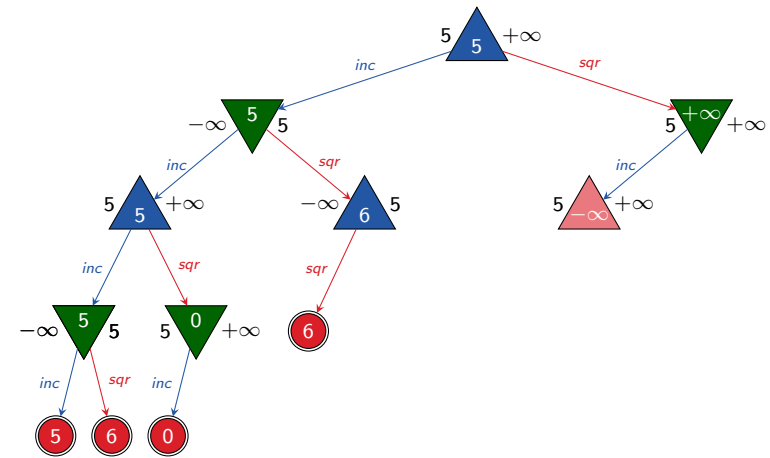 5 5 +∞
inc sqr
−∞ 5 5
5 +∞ +∞
inc sqr inc
5 5 +∞
−∞ 6 5
5 −∞ +∞
inc sqr sqr
−∞ 5 5
5 0 +∞
6
inc sqr inc
5 6 0